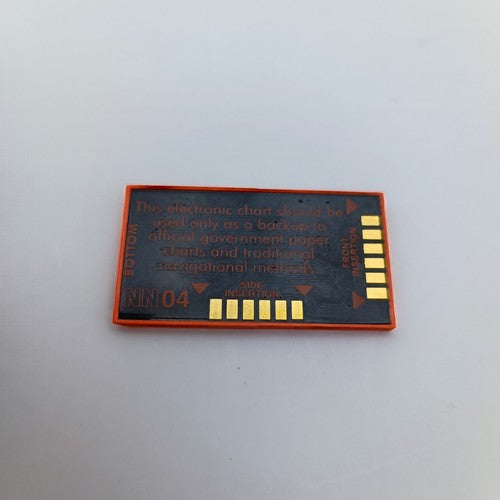 This electronic chart should be
used only as a backup to
official government paper
charts and traditional
navigational methods.
BOTTOM
NN04
SIDE
INSERTION
FRONT
INSERTION